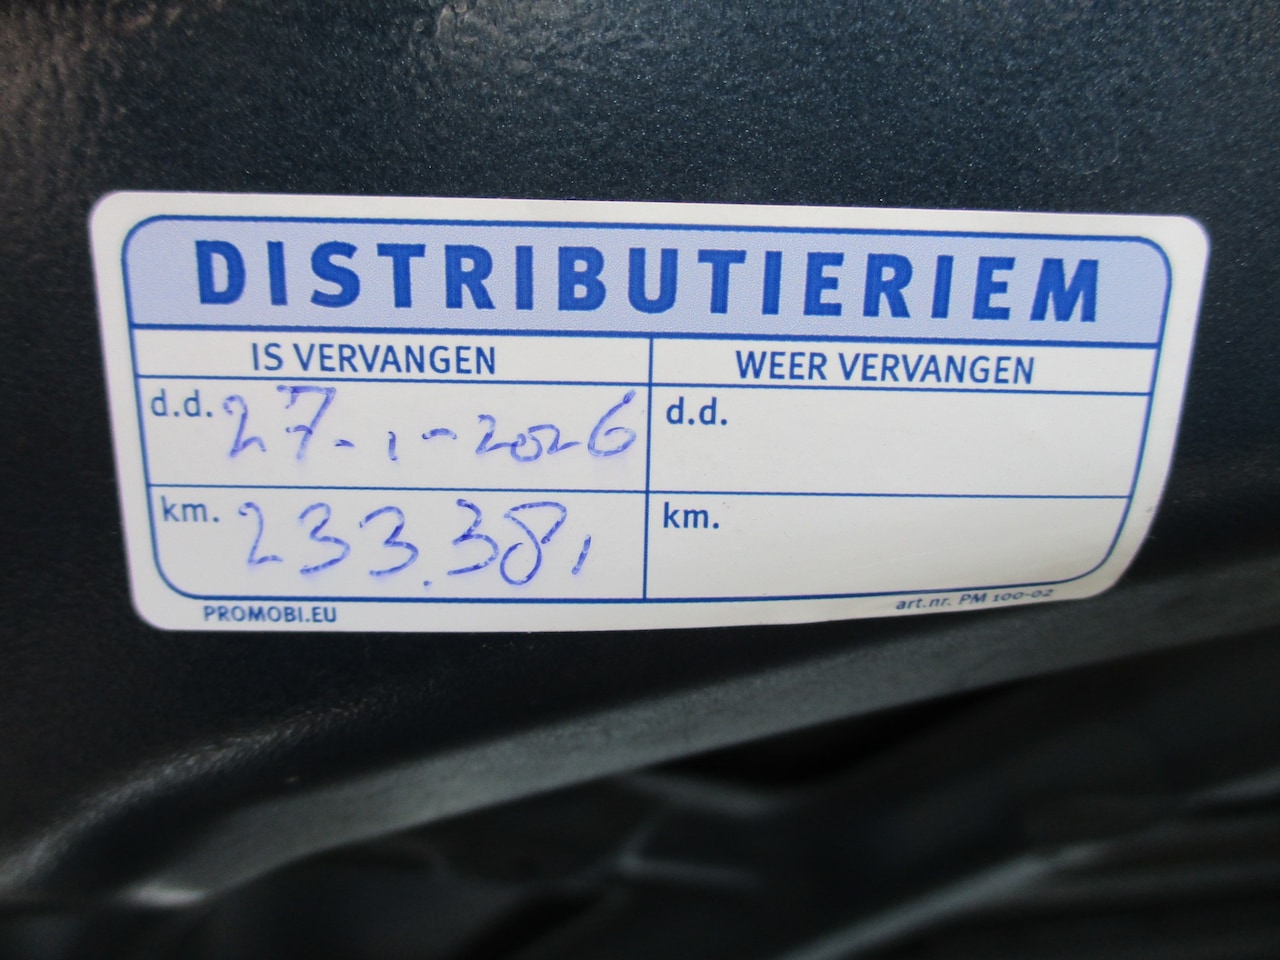 DISTRIBUTIERIEM
IS VERVANGEN
WEER VERVANGEN
d.d. 27-1-2026
d.d.
km. 233.381
km.
PROMOBI.EU
art.nr. PM 100-02